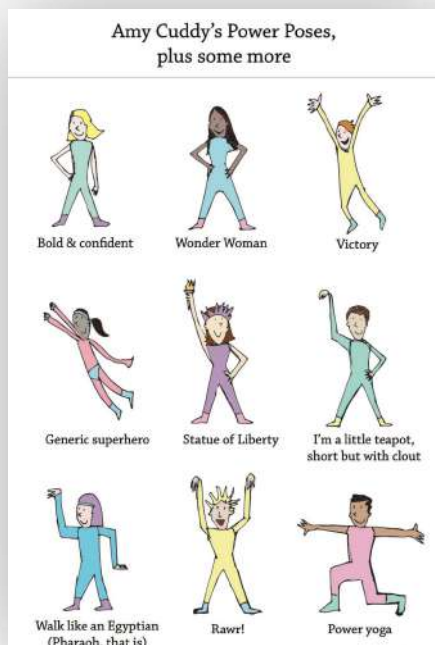 Amy Cuddy's Power Poses,
plus some more
Bold & confident
Wonder Woman
Victory
Generic superhero
Statue of Liberty
I'm a little teapot,
short but with clout
Walk like an Egyptian
(Pharaoh, that is)
Rawr!
Power yoga